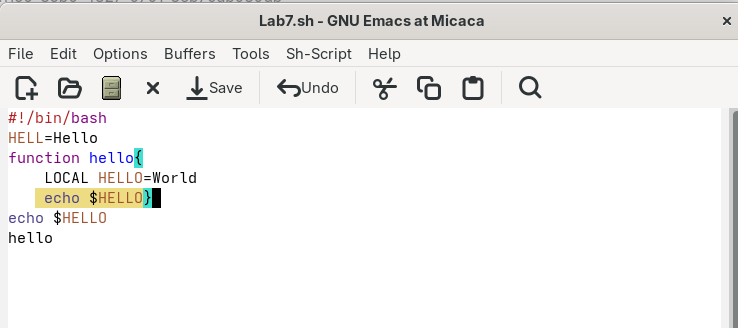 Lab7.sh - GNU Emacs at Micaca
File Edit Options Buffers Tools Sh-Script Help
Save Undo
#!/bin/bash
HELL=Hello
function hello{
    LOCAL HELLO=World
    echo $HELLO}
echo $HELLO
hello